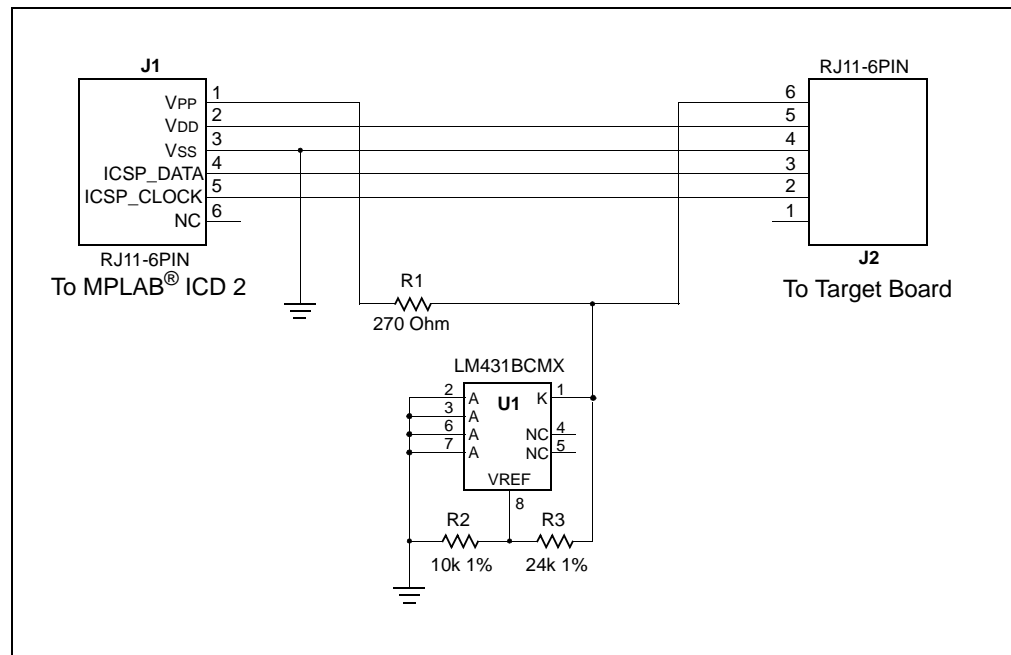 J1
VPP 1
VDD 2
VSS 3
ICSP_DATA 4
ICSP_CLOCK 5
NC 6
RJ11-6PIN
To MPLAB® ICD 2
RJ11-6PIN
6
5
4
3
2
1
J2
To Target Board
R1
270 Ohm
LM431BCMX
U1
2 A
3 A
6 A
7 A
K 1
NC 4
NC 5
VREF
8
R2
10k 1%
R3
24k 1%